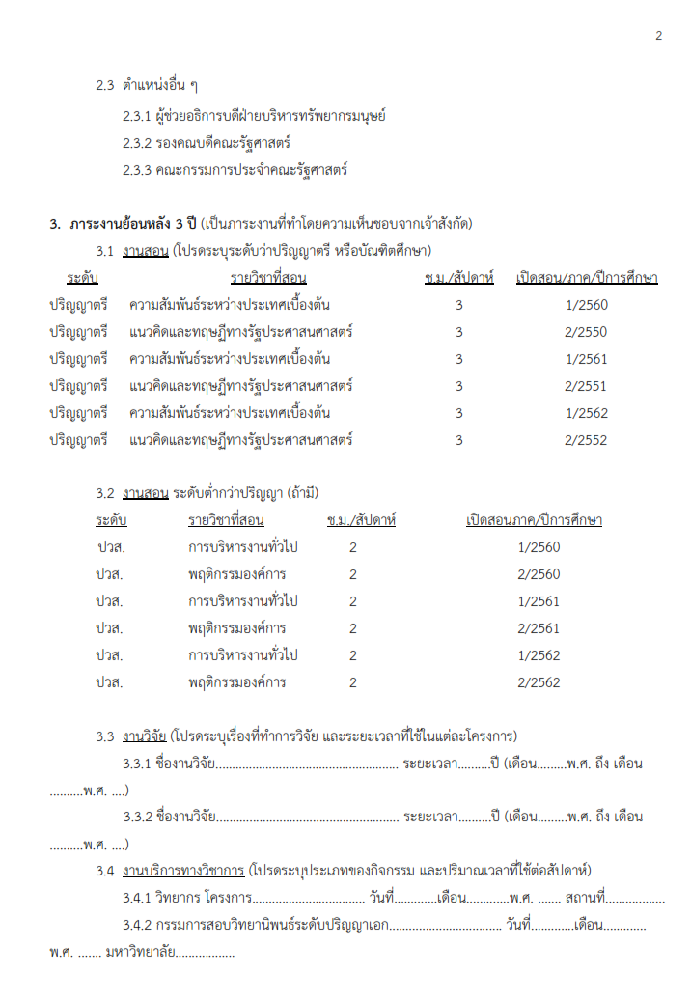 2
2.3 ตำแหน่งอื่น ๆ
2.3.1 ผู้ช่วยอธิการบดีฝ่ายบริหารทรัพยากรมนุษย์
2.3.2 รองคณบดีคณะรัฐศาสตร์
2.3.3 คณะกรรมการประจำคณะรัฐศาสตร์
3. ภาระงานย้อนหลัง 3 ปี (เป็นภาระงานที่ทำโดยความเห็นชอบจากเจ้าสังกัด)
3.1 งานสอน (โปรดระบุระดับว่าปริญญาตรี หรือบัณฑิตศึกษา)
ระดับ รายวิชาที่สอน ช.ม./สัปดาห์ เปิดสอน/ภาค/ปีการศึกษา
ปริญญาตรี ความสัมพันธ์ระหว่างประเทศเบื้องต้น 3 1/2560
ปริญญาตรี แนวคิดและทฤษฎีทางรัฐประศาสนศาสตร์ 3 2/2550
ปริญญาตรี ความสัมพันธ์ระหว่างประเทศเบื้องต้น 3 1/2561
ปริญญาตรี แนวคิดและทฤษฎีทางรัฐประศาสนศาสตร์ 3 2/2551
ปริญญาตรี ความสัมพันธ์ระหว่างประเทศเบื้องต้น 3 1/2562
ปริญญาตรี แนวคิดและทฤษฎีทางรัฐประศาสนศาสตร์ 3 2/2552
3.2 งานสอน ระดับต่ำกว่าปริญญา (ถ้ามี)
ระดับ รายวิชาที่สอน ช.ม./สัปดาห์ เปิดสอนภาค/ปีการศึกษา
ปวส. การบริหารงานทั่วไป 2 1/2560
ปวส. พฤติกรรมองค์การ 2 2/2560
ปวส. การบริหารงานทั่วไป 2 1/2561
ปวส. พฤติกรรมองค์การ 2 2/2561
ปวส. การบริหารงานทั่วไป 2 1/2562
ปวส. พฤติกรรมองค์การ 2 2/2562
3.3 งานวิจัย (โปรดระบุเรื่องที่ทำการวิจัย และระยะเวลาที่ใช้ในแต่ละโครงการ)
3.3.1 ชื่องานวิจัย....................................................... ระยะเวลา..........ปี (เดือน.........พ.ศ. ถึง เดือน
..........พ.ศ. ....)
3.3.2 ชื่องานวิจัย....................................................... ระยะเวลา..........ปี (เดือน.........พ.ศ. ถึง เดือน
..........พ.ศ. ....)
3.4 งานบริการทางวิชาการ (โปรดระบุประเภทของกิจกรรม และปริมาณเวลาที่ใช้ต่อสัปดาห์)
3.4.1 วิทยากร โครงการ.................................. วันที่.............เดือน.............พ.ศ. ....... สถานที่..................
3.4.2 กรรมการสอบวิทยานิพนธ์ระดับปริญญาเอก.................................. วันที่.............เดือน.............
พ.ศ. ....... มหาวิทยาลัย..................